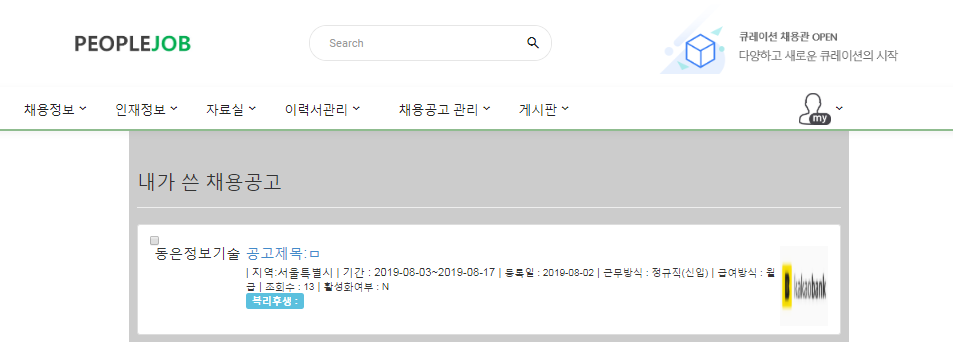 PEOPLEJOB
Search
큐레이션 채용관 OPEN
다양하고 새로운 큐레이션의 시작
채용정보 인재정보 자료실 이력서관리 채용공고 관리 게시판 my
내가 쓴 채용공고
동은정보기술 공고제목:ㅁ
| 지역:서울특별시 | 기간 : 2019-08-03~2019-08-17 | 등록일 : 2019-08-02 | 근무방식 : 정규직(신입) | 급여방식 : 월
급 | 조회수 : 13 | 활성화여부 : N
복리후생 :
kakaobank